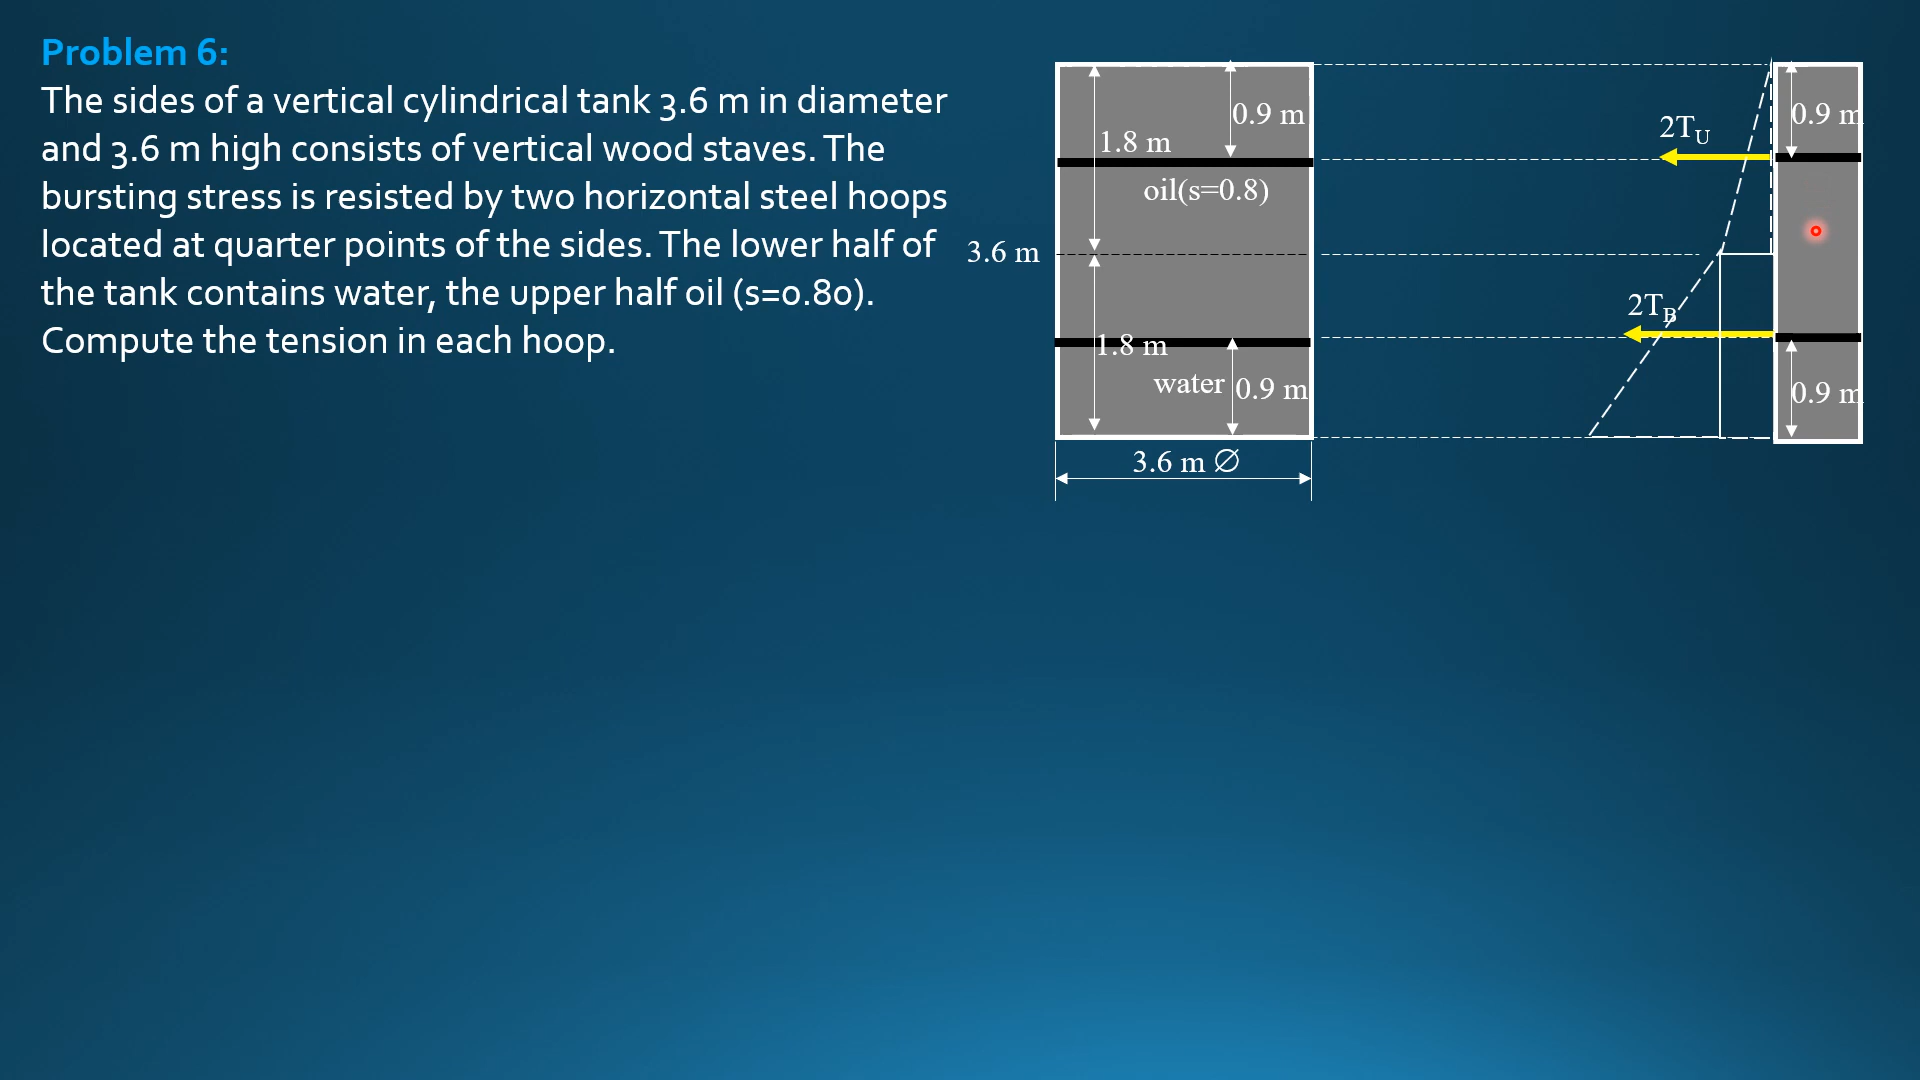 Problem 6:
The sides of a vertical cylindrical tank 3.6 m in diameter
and 3.6 m high consists of vertical wood staves. The
bursting stress is resisted by two horizontal steel hoops
located at quarter points of the sides. The lower half of
the tank contains water, the upper half oil (s=0.80).
Compute the tension in each hoop.
0.9 m
1.8 m
oil(s=0.8)
3.6 m
1.8 m
water
0.9 m
3.6 m ∅
2T_U
0.9 m
2T_B
0.9 m